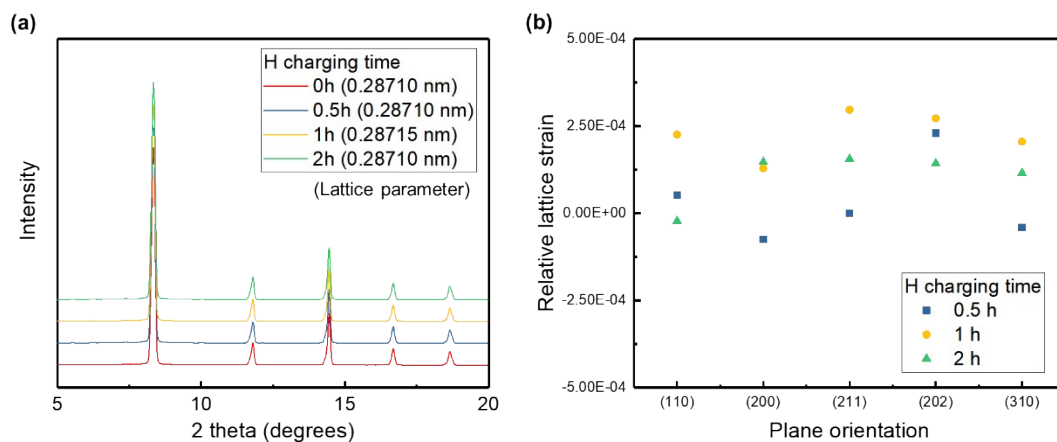 (a)
Intensity
H charging time
0h (0.28710 nm)
0.5h (0.28710 nm)
1h (0.28715 nm)
2h (0.28710 nm)
(Lattice parameter)
5
10
15
20
2 theta (degrees)
(b)
Relative lattice strain
5.00E-04
2.50E-04
0.00E+00
-2.50E-04
-5.00E-04
H charging time
0.5 h
1 h
2 h
(110)
(200)
(211)
(202)
(310)
Plane orientation